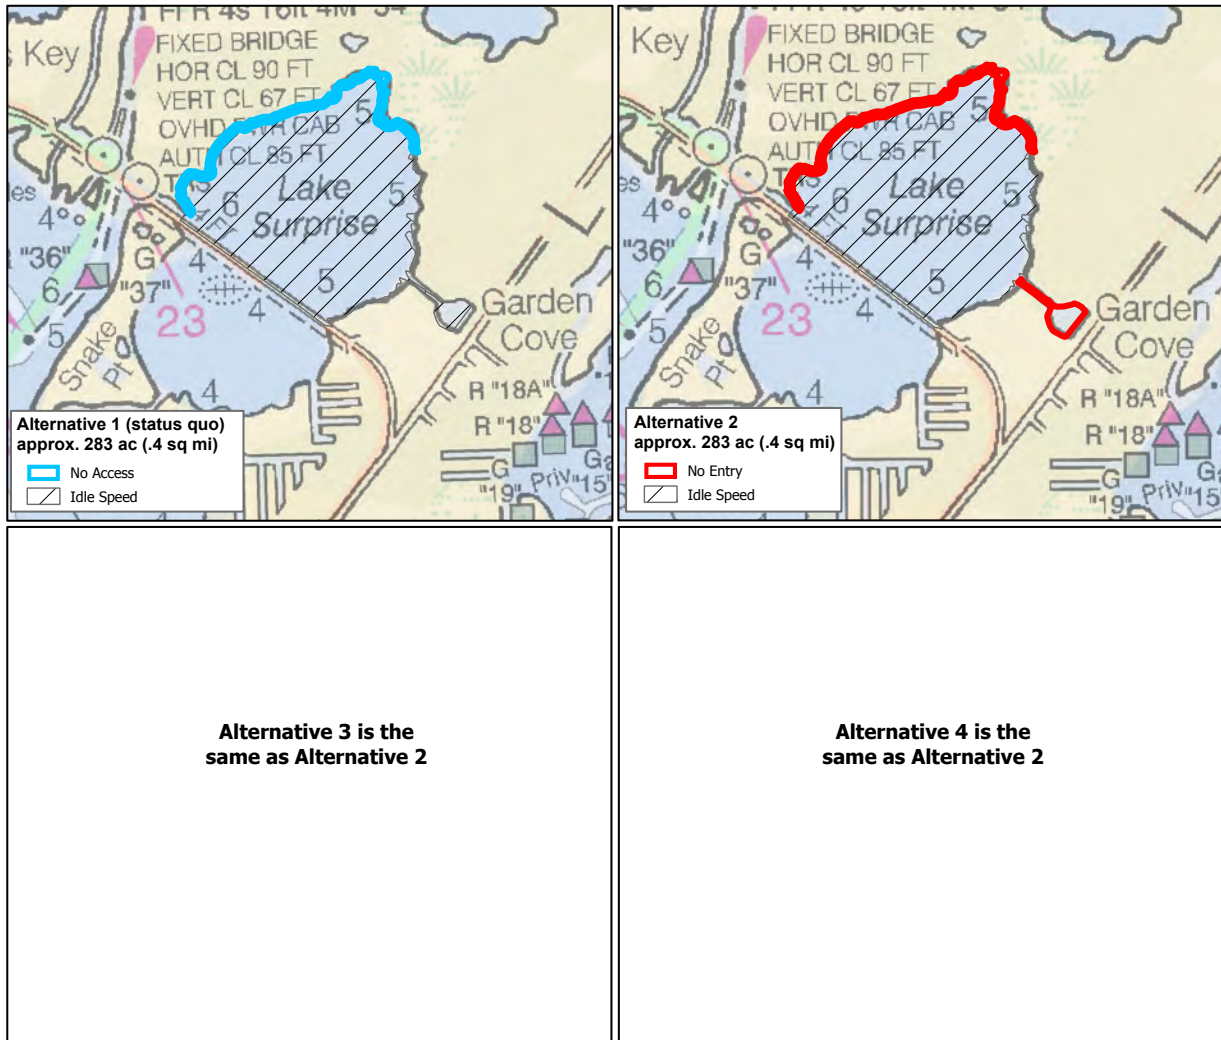 Key
FIXED BRIDGE
HOR CL 90 FT
VERT CL 67 FT
OVHD PWR CAB
AUTH CL 85 FT
5
Lake
Surprise
5
6
4
"36"
6
5
G
"37"
4
5
4
23
Snake
Pt
4
Garden
Cove
R "18A"
R "18"
G
"19"
Priv
"15"
Alternative 1 (status quo)
approx. 283 ac (.4 sq mi)
No Access
Idle Speed
Key
FIXED BRIDGE
HOR CL 90 FT
VERT CL 67 FT
OVHD PWR CAB
AUTH CL 85 FT
5
Lake
Surprise
5
6
4
"36"
6
5
G
"37"
4
5
4
23
Snake
Pt
4
Garden
Cove
R "18A"
R "18"
G
"19"
Priv
"15
Alternative 2
approx. 283 ac (.4 sq mi)
No Entry
Idle Speed
Alternative 3 is the
same as Alternative 2
Alternative 4 is the
same as Alternative 2